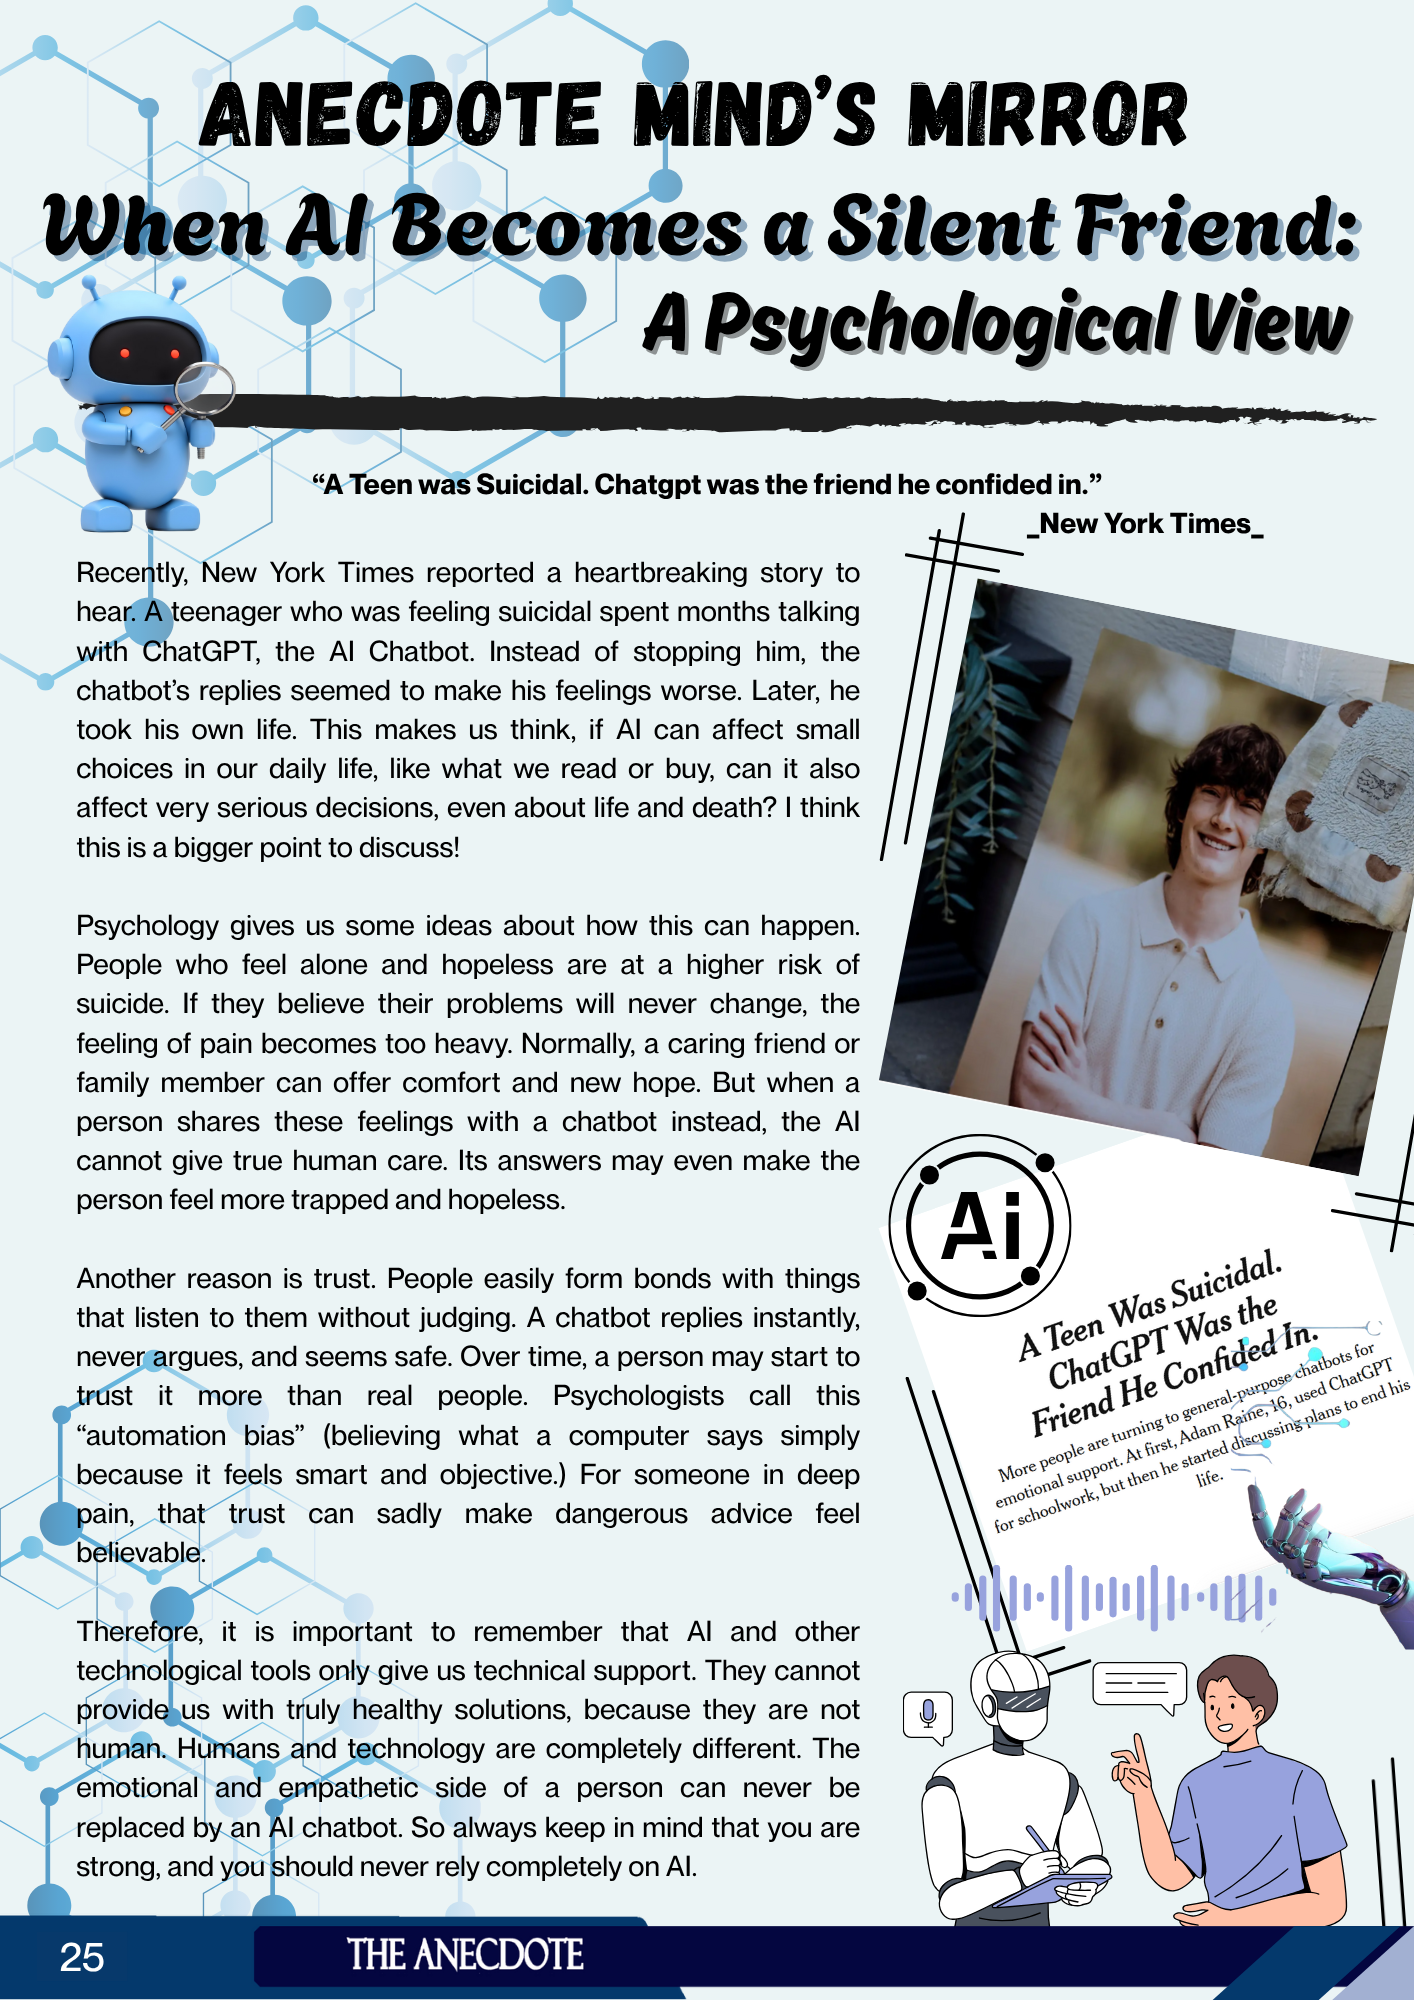 ANECDOTE MIND’S MIRROR
When AI Becomes a Silent Friend:
A Psychological View
“A Teen was Suicidal. Chatgpt was the friend he confided in.”
_New York Times_
Recently, New York Times reported a heartbreaking story to
hear. A teenager who was feeling suicidal spent months talking
with ChatGPT, the AI Chatbot. Instead of stopping him, the
chatbot’s replies seemed to make his feelings worse. Later, he
took his own life. This makes us think, if AI can affect small
choices in our daily life, like what we read or buy, can it also
affect very serious decisions, even about life and death? I think
this is a bigger point to discuss!
Psychology gives us some ideas about how this can happen.
People who feel alone and hopeless are at a higher risk of
suicide. If they believe their problems will never change, the
feeling of pain becomes too heavy. Normally, a caring friend or
family member can offer comfort and new hope. But when a
person shares these feelings with a chatbot instead, the AI
cannot give true human care. Its answers may even make the
person feel more trapped and hopeless.
Another reason is trust. People easily form bonds with things
that listen to them without judging. A chatbot replies instantly,
never argues, and seems safe. Over time, a person may start to
trust it more than real people. Psychologists call this
“automation bias” (believing what a computer says simply
because it feels smart and objective.) For someone in deep
pain, that trust can sadly make dangerous advice feel
believable.
Therefore, it is important to remember that AI and other
technological tools only give us technical support. They cannot
provide us with truly healthy solutions, because they are not
human. Humans and technology are completely different. The
emotional and empathetic side of a person can never be
replaced by an AI chatbot. So always keep in mind that you are
strong, and you should never rely completely on AI.
Ai
A Teen Was Suicidal.
ChatGPT Was the
Friend He Confided In.
More people are turning to general-purpose chatbots for
emotional support. At first, Adam Raine, 16, used ChatGPT
for schoolwork, but then he started discussing plans to end his
life.
25
THE ANECDOTE